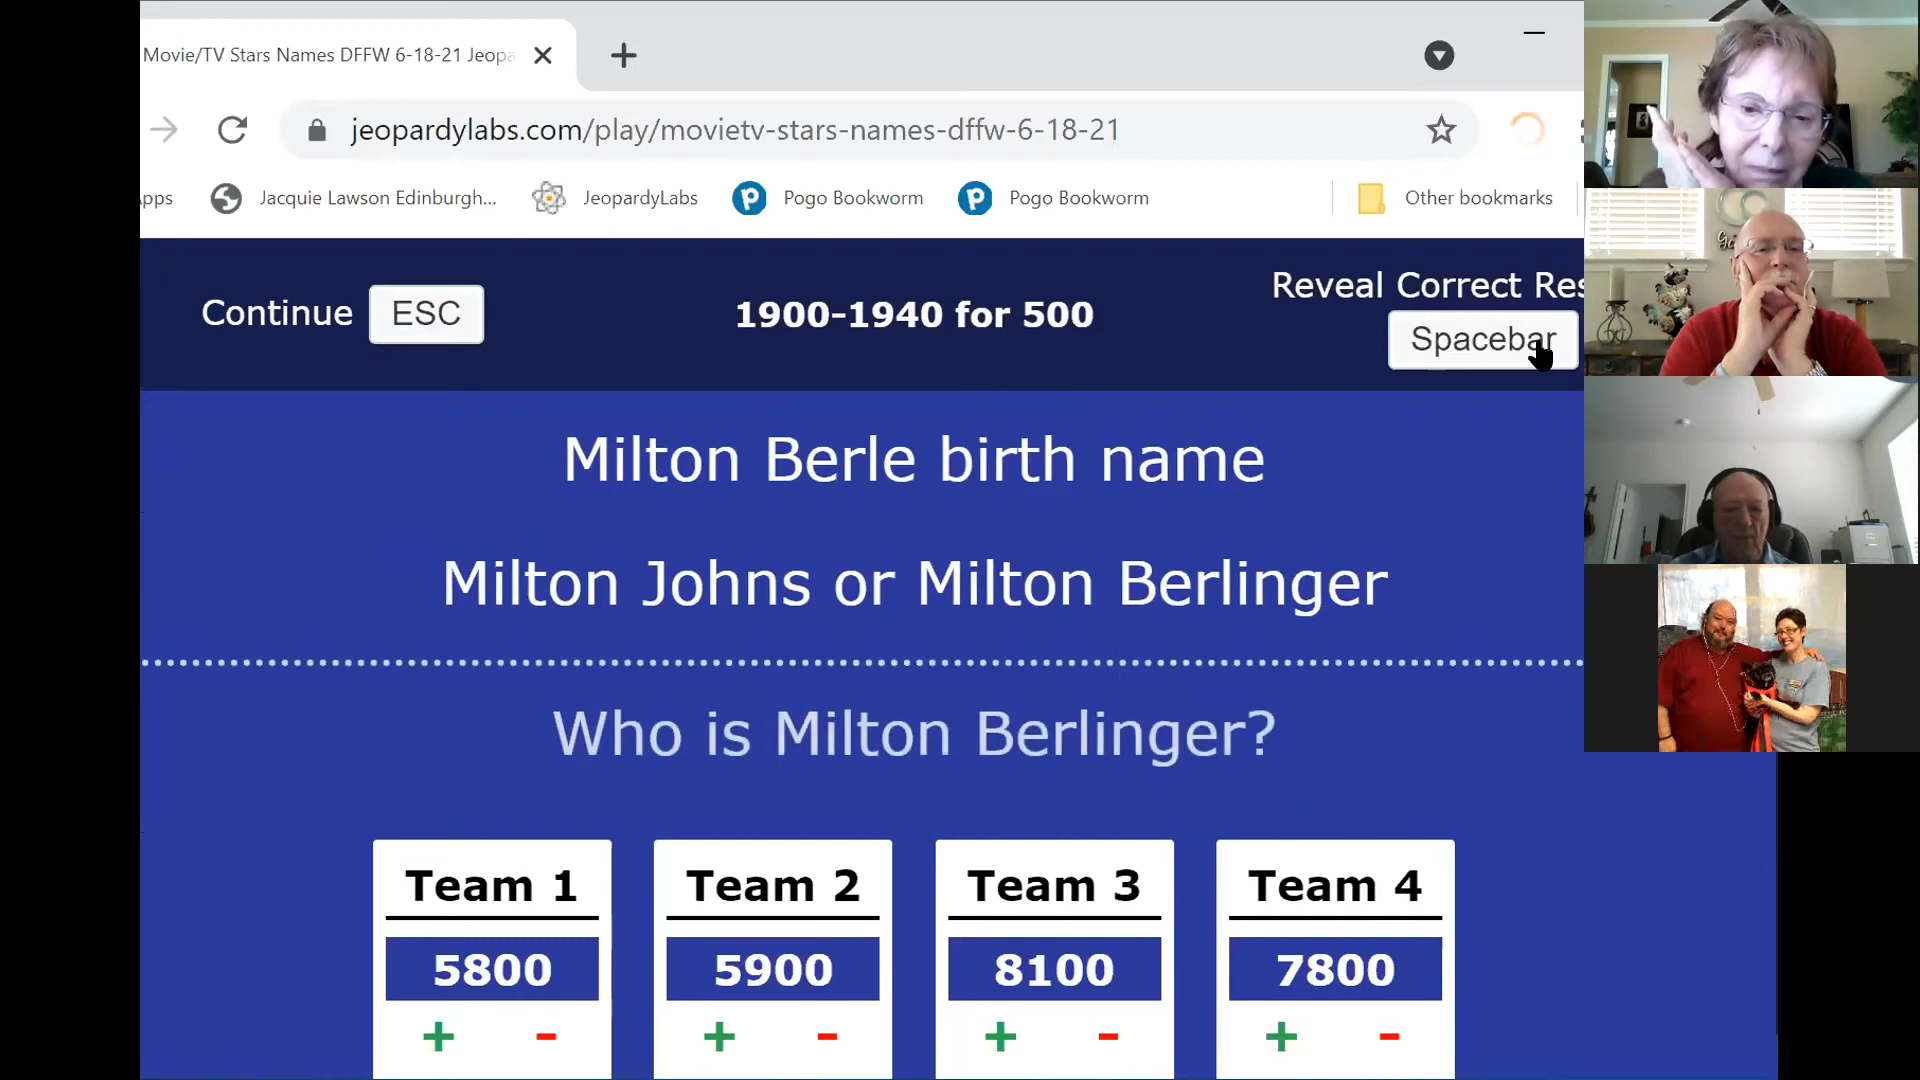 Movie/TV Stars Names DFFW 6-18-21 Jeopa
jeopardylabs.com/play/movietv-stars-names-dffw-6-18-21
Apps Jacquie Lawson Edinburgh... JeopardyLabs Pogo Bookworm Pogo Bookworm Other bookmarks
Continue ESC
1900-1940 for 500
Reveal Correct Res
Spacebar
Milton Berle birth name
Milton Johns or Milton Berlinger
Who is Milton Berlinger?
Team 1 Team 2 Team 3 Team 4
5800 5900 8100 7800
+ - + - + - + -